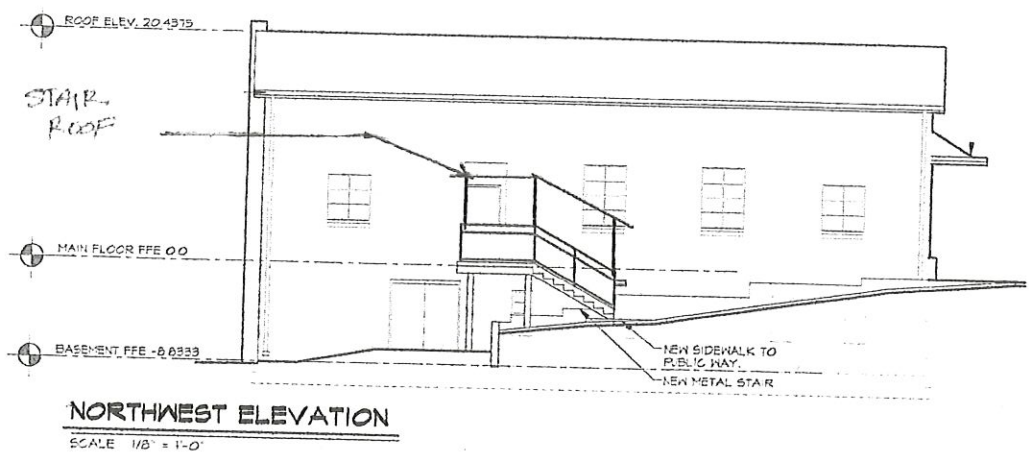 ROOF ELEV. 20.4375
STAIR
ROOF
MAIN FLOOR FFE 0.0
BASEMENT FFE -8.8333
NEW SIDEWALK TO
PUBLIC WAY.
NEW METAL STAIR
NORTHWEST ELEVATION
SCALE 1/8" = 1'-0"